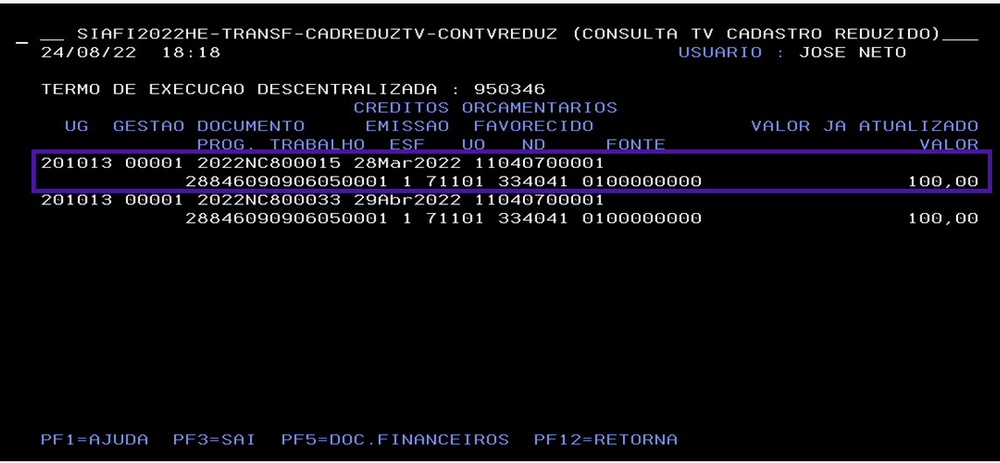 __ SIAFI2022HE-TRANSF-CADREDUZTV-CONTVREDUZ (CONSULTA TV CADASTRO REDUZIDO)___
24/08/22 18:18 USUARIO : JOSE NETO
TERMO DE EXECUCAO DESCENTRALIZADA : 950346
CREDITOS ORCAMENTARIOS
UG GESTAO DOCUMENTO EMISSAO FAVORECIDO VALOR JA ATUALIZADO
PROG. TRABALHO ESF UO ND FONTE VALOR
201013 00001 2022NC800015 28Mar2022 11040700001
28846090906050001 1 71101 334041 0100000000 100,00
201013 00001 2022NC800033 29Abr2022 11040700001
28846090906050001 1 71101 334041 0100000000 100,00
PF1=AJUDA PF3=SAI PF5=DOC.FINANCEIROS PF12=RETORNA